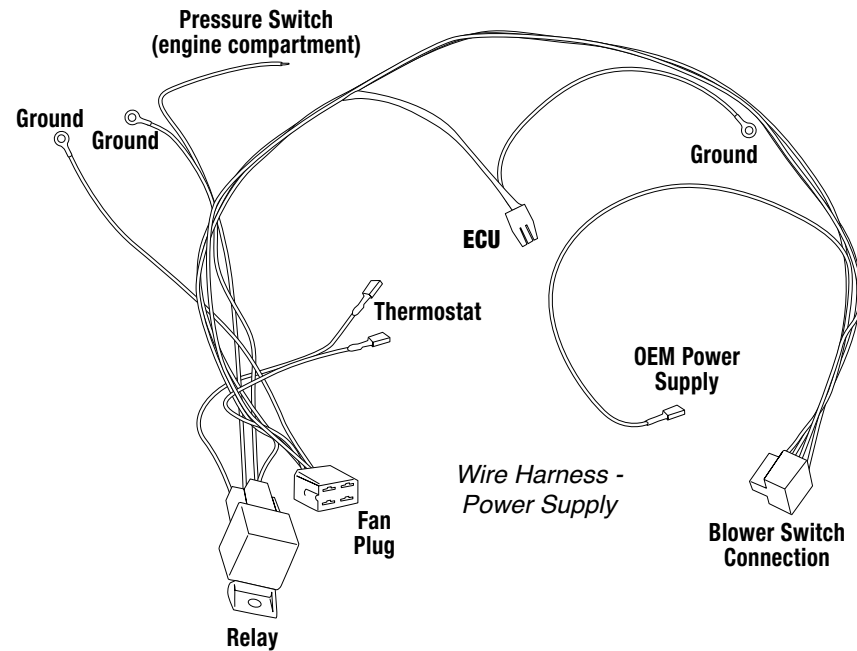 Pressure Switch
(engine compartment)
Ground
Ground
Ground
ECU
Thermostat
OEM Power
Supply
Wire Harness -
Power Supply
Fan
Plug
Blower Switch
Connection
Relay